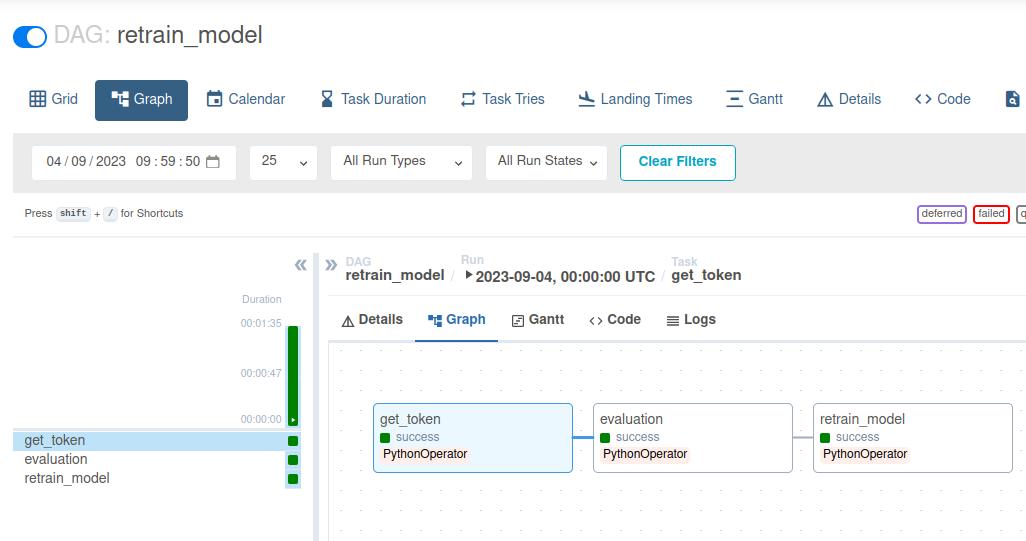 DAG: retrain_model
Grid Graph Calendar Task Duration Task Tries Landing Times Gantt Details Code
04/09/2023 09:59:50 25 All Run Types All Run States Clear Filters
Press shift + / for Shortcuts deferred failed
DAG Run Task
retrain_model / 2023-09-04, 00:00:00 UTC / get_token
Duration
00:01:35
00:00:47
00:00:00
get_token
evaluation
retrain_model
Details Graph Gantt Code Logs
get_token
success
PythonOperator
evaluation
success
PythonOperator
retrain_model
success
PythonOperator